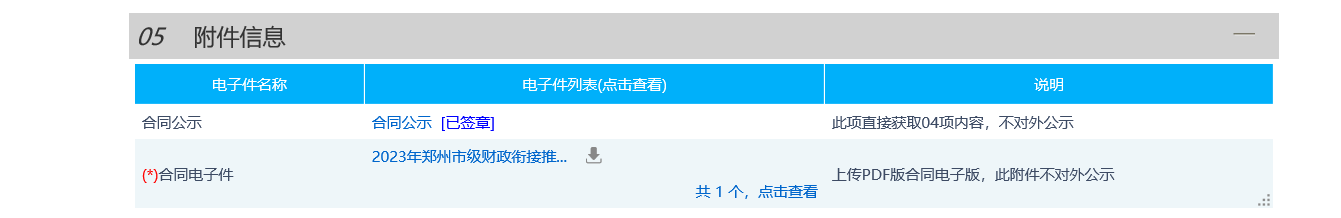 05 附件信息
电子件名称 电子件列表(点击查看) 说明
合同公示 合同公示 [已签章] 此项直接获取04项内容，不对外公示
2023年郑州市级财政衔接推...
(*)合同电子件 上传PDF版合同电子版，此附件不对外公示
共 1 个，点击查看